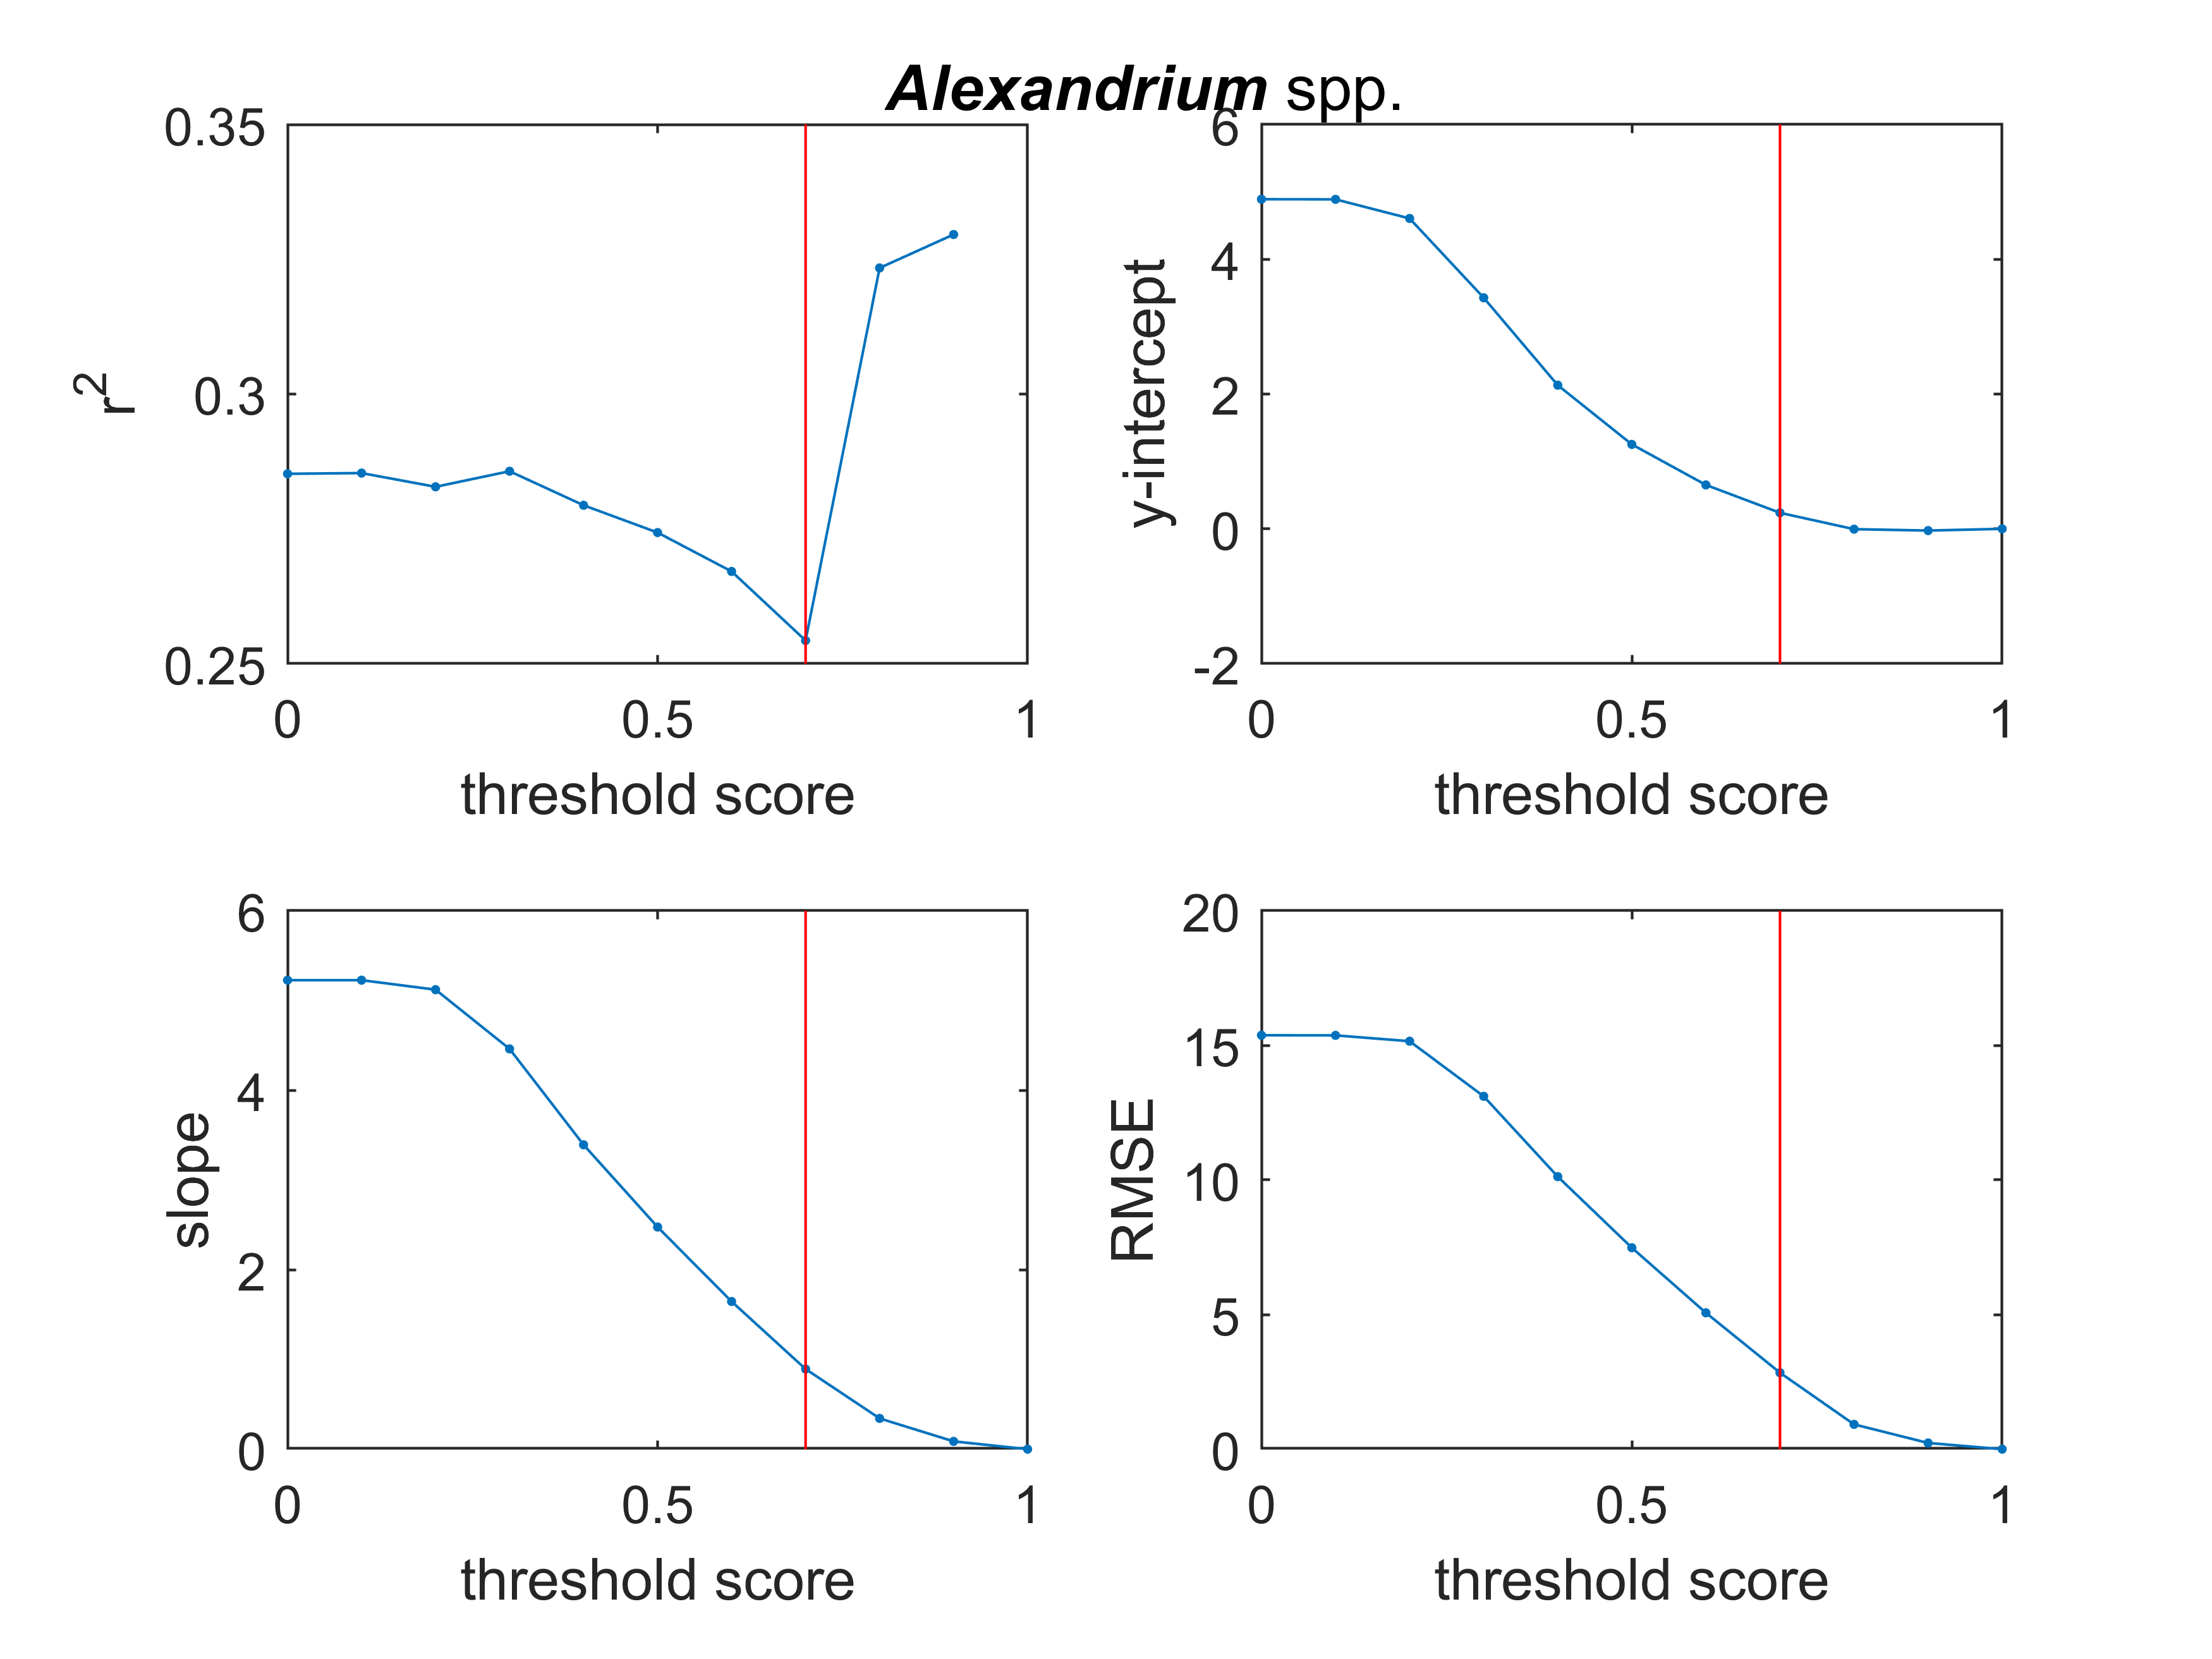 Alexandrium spp.
0.35
0.3
0.25
r2
0 0.5 1
threshold score
6
4
2
0
-2
y-intercept
0 0.5 1
threshold score
6
4
2
0
slope
0 0.5 1
threshold score
20
15
10
5
0
RMSE
0 0.5 1
threshold score